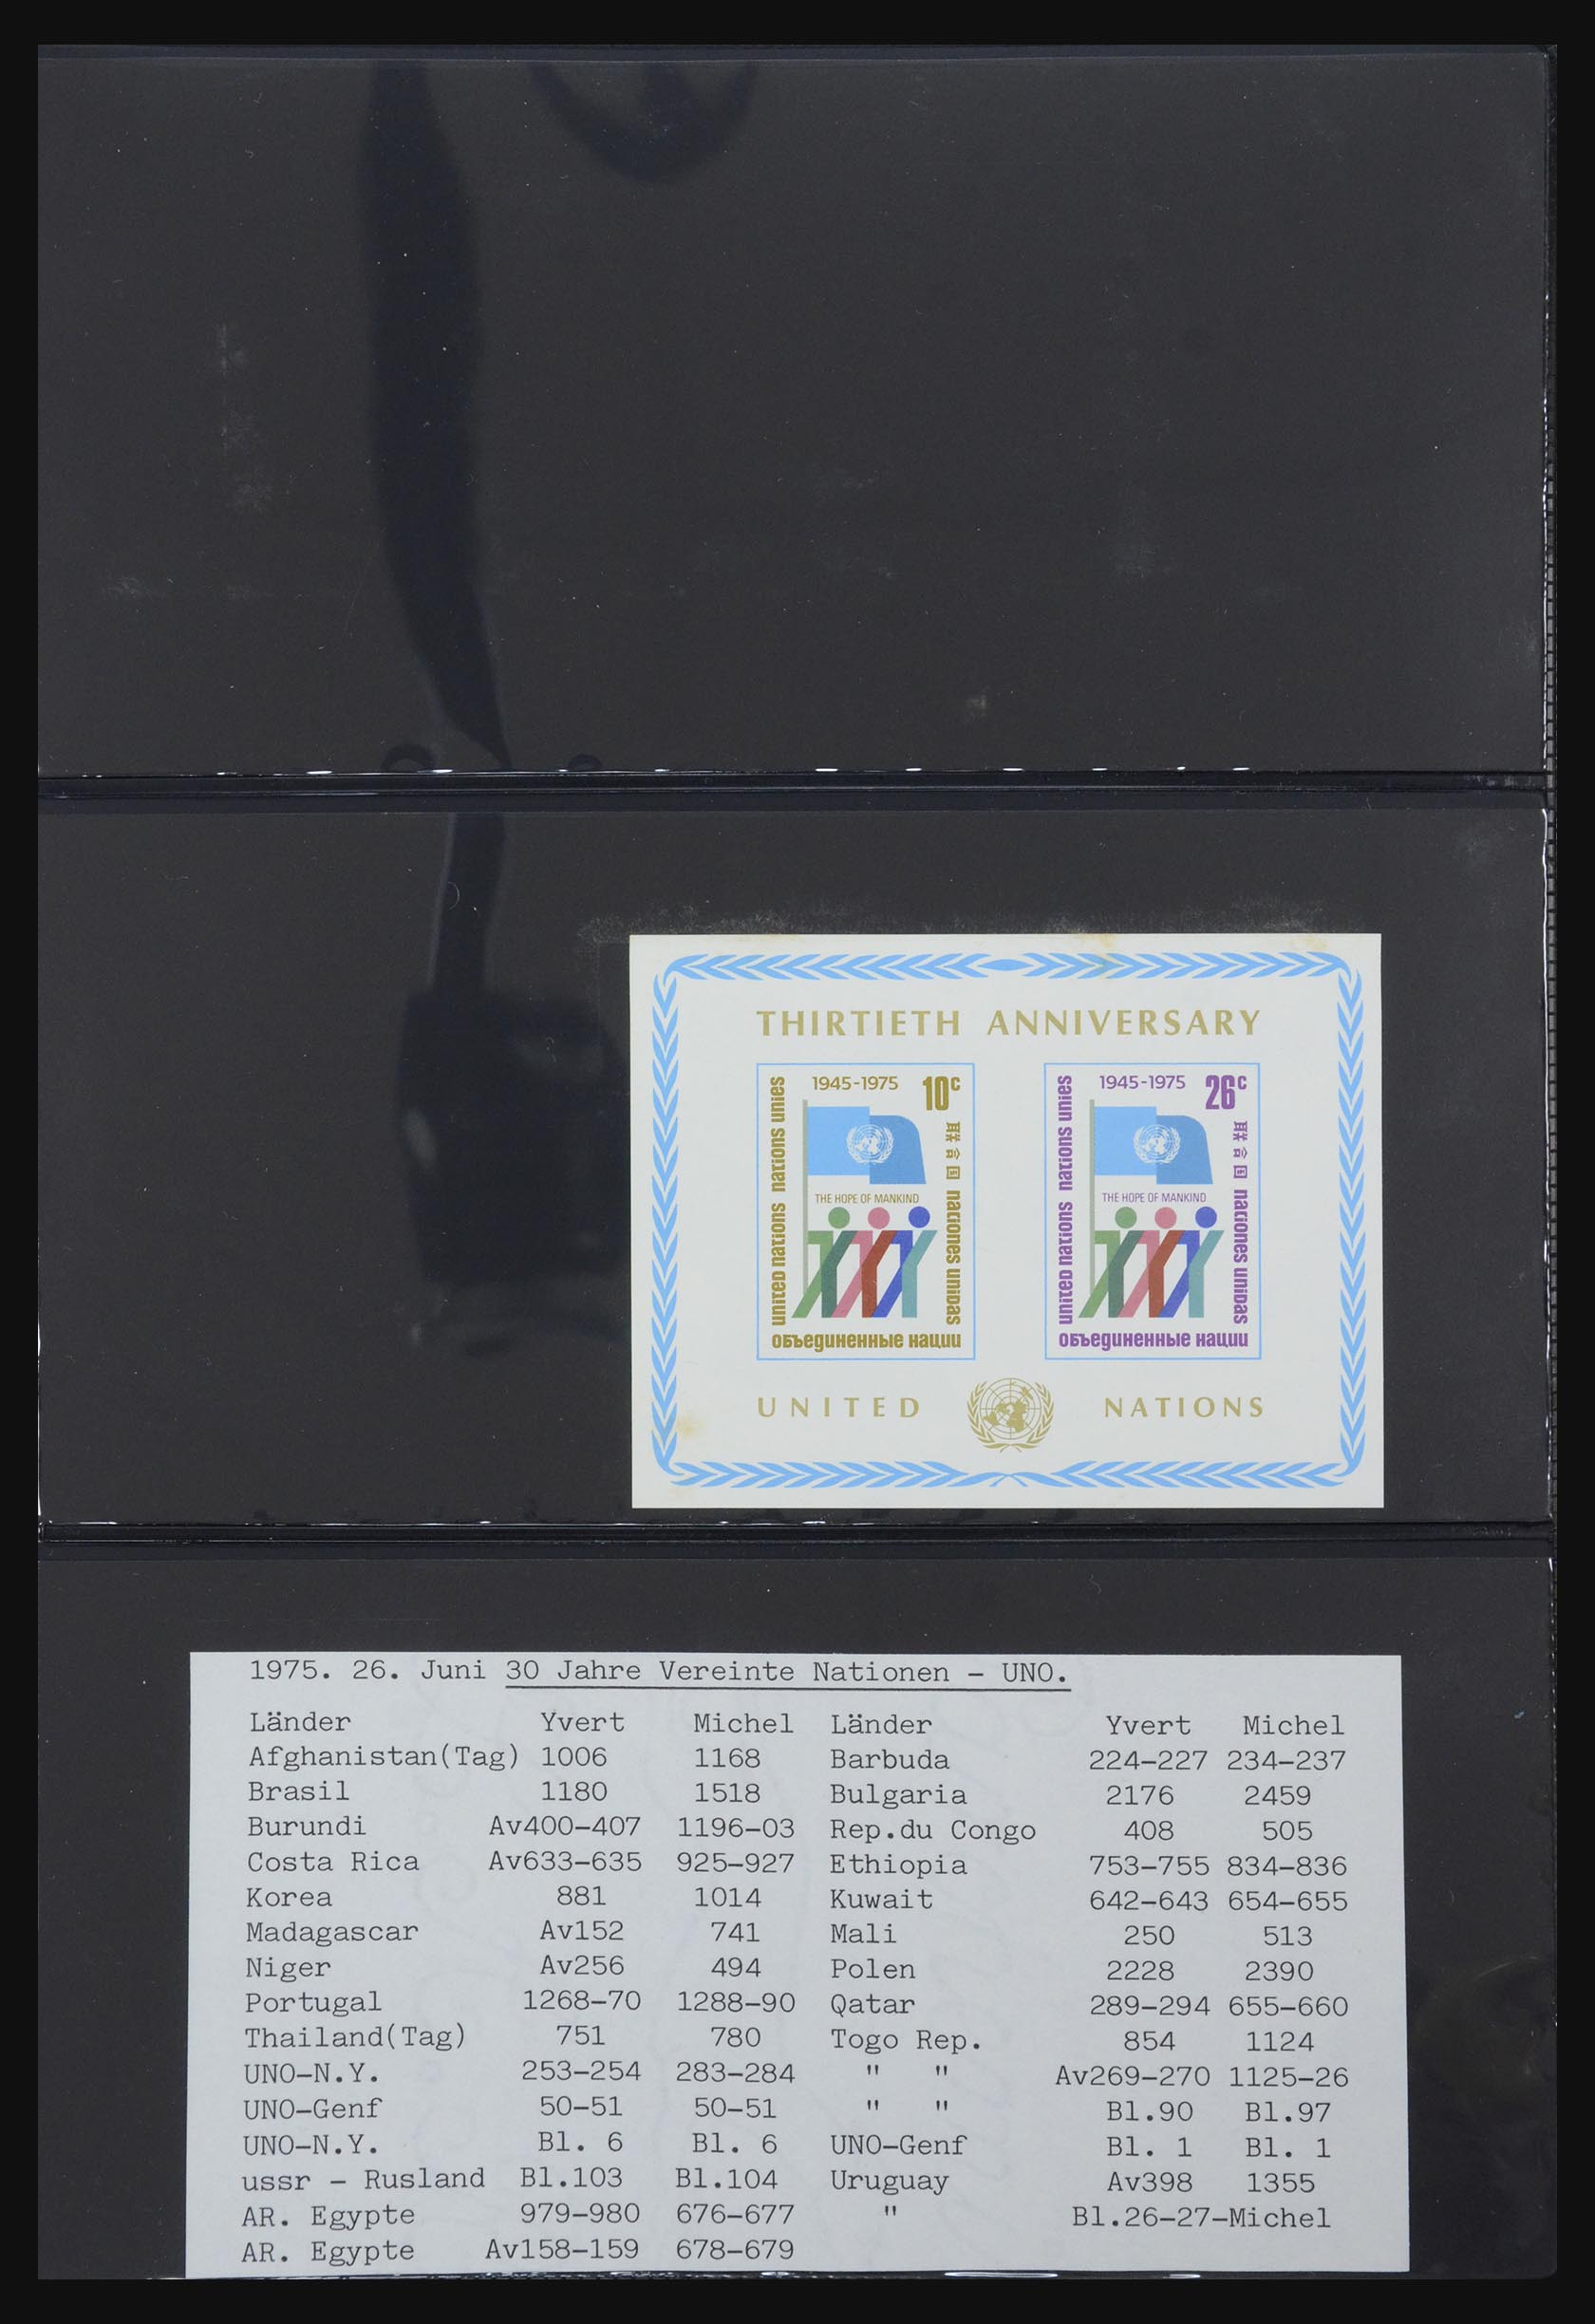 THIRTIETH ANNIVERSARY
1945-1975 10c
united nations nations unies
联合国 naciones unidas
THE HOPE OF MANKIND
объединенные нации
1945-1975 26c
united nations nations unies
联合国 naciones unidas
THE HOPE OF MANKIND
объединенные нации
UNITED NATIONS
1975. 26. Juni 30 Jahre Vereinte Nationen - UNO.
Länder Yvert Michel Länder Yvert Michel
Afghanistan(Tag) 1006 1168 Barbuda 224-227 234-237
Brasil 1180 1518 Bulgaria 2176 2459
Burundi Av400-407 1196-03 Rep.du Congo 408 505
Costa Rica Av633-635 925-927 Ethiopia 753-755 834-836
Korea 881 1014 Kuwait 642-643 654-655
Madagascar Av152 741 Mali 250 513
Niger Av256 494 Polen 2228 2390
Portugal 1268-70 1288-90 Qatar 289-294 655-660
Thailand(Tag) 751 780 Togo Rep. 854 1124
UNO-N.Y. 253-254 283-284 " " Av269-270 1125-26
UNO-Genf 50-51 50-51 " " Bl.90 Bl.97
UNO-N.Y. Bl. 6 Bl. 6 UNO-Genf Bl. 1 Bl. 1
ussr - Rusland Bl.103 Bl.104 Uruguay Av398 1355
AR. Egypte 979-980 676-677 " Bl.26-27-Michel
AR. Egypte Av158-159 678-679